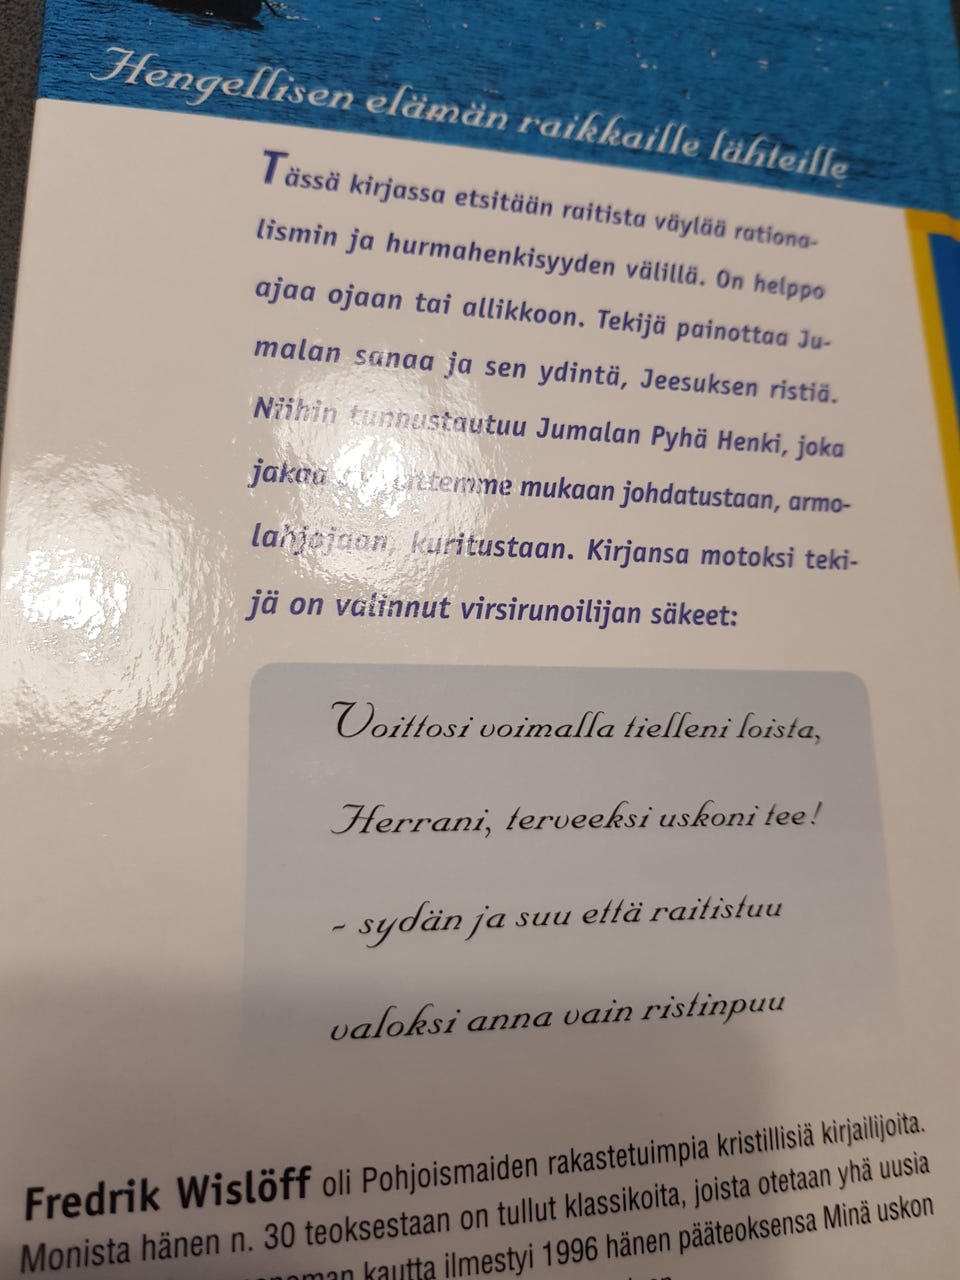 Hengellisen elämän raikkaille lähteille
Tässä kirjassa etsitään raitista väylää rationa-
lismin ja hurmahenkisyyden välillä. On helppo
ajaa ojaan tai allikkoon. Tekijä painottaa Ju-
malan sanaa ja sen ydintä, Jeesuksen ristiä.
Niihin tunnustautuu Jumalan Pyhä Henki, joka
jakaa mukaan johdatustaan, armo-
lahjojaan, kuritustaan. Kirjansa motoksi teki-
jä on valinnut virsirunoilijan säkeet:
Voittosi voimalla tielleni loista,
Herrani, terveeksi uskoni tee!
- sydän ja suu että raitistuu
valoksi anna vain ristinpuu
Fredrik Wislöff oli Pohjoismaiden rakastetuimpia kristillisiä kirjailijoita.
Monista hänen n. 30 teoksestaan on tullut klassikoita, joista otetaan yhä uusia
kautta ilmestyi 1996 hänen pääteoksensa Minä uskon